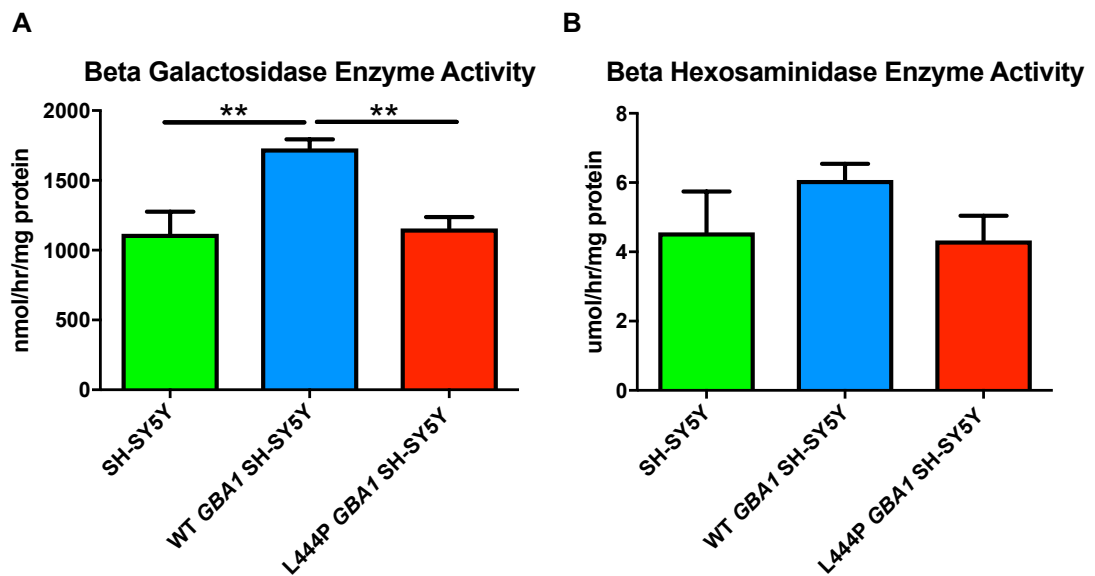 A
Beta Galactosidase Enzyme Activity
nmol/hr/mg protein
2000
1500
1000
500
0
** **
SH-SY5Y
WT GBA1 SH-SY5Y
L444P GBA1 SH-SY5Y
B
Beta Hexosaminidase Enzyme Activity
umol/hr/mg protein
8
6
4
2
0
SH-SY5Y
WT GBA1 SH-SY5Y
L444P GBA1 SH-SY5Y